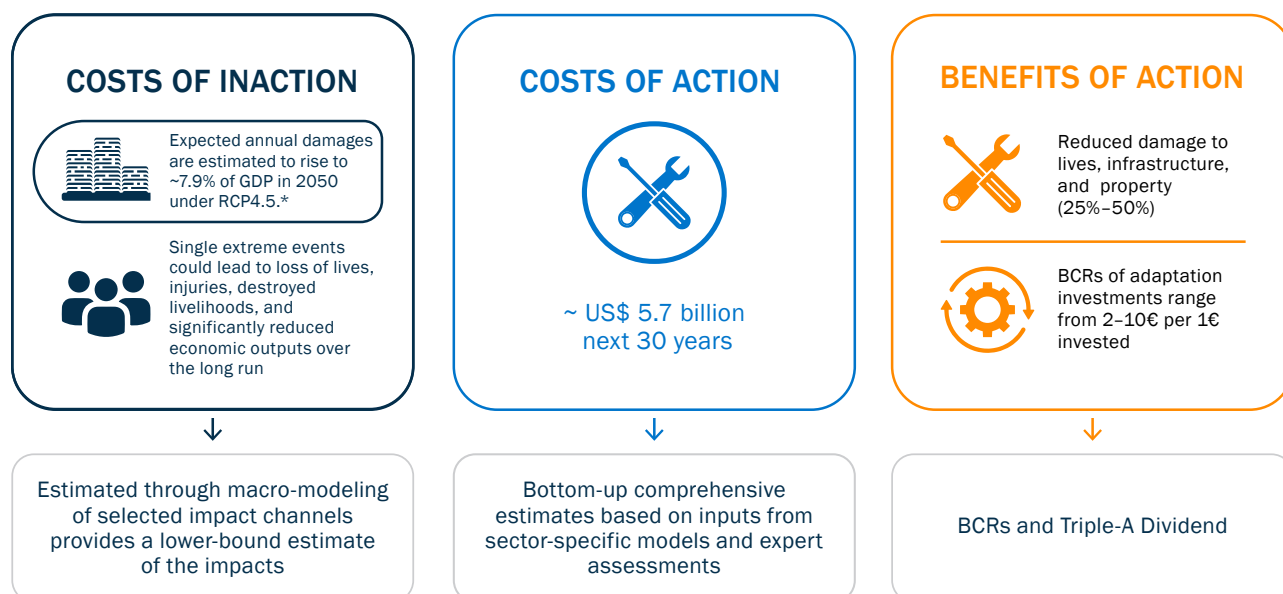 COSTS OF INACTION
Expected annual damages
are estimated to rise to
~7.9% of GDP in 2050
under RCP4.5.*
Single extreme events
could lead to loss of lives,
injuries, destroyed
livelihoods, and
significantly reduced
economic outputs over
the long run
Estimated through macro-modeling
of selected impact channels
provides a lower-bound estimate
of the impacts
COSTS OF ACTION
~ US$ 5.7 billion
next 30 years
Bottom-up comprehensive
estimates based on inputs from
sector-specific models and expert
assessments
BENEFITS OF ACTION
Reduced damage to
lives, infrastructure,
and property
(25%–50%)
BCRs of adaptation
investments range
from 2–10€ per 1€
invested
BCRs and Triple-A Dividend